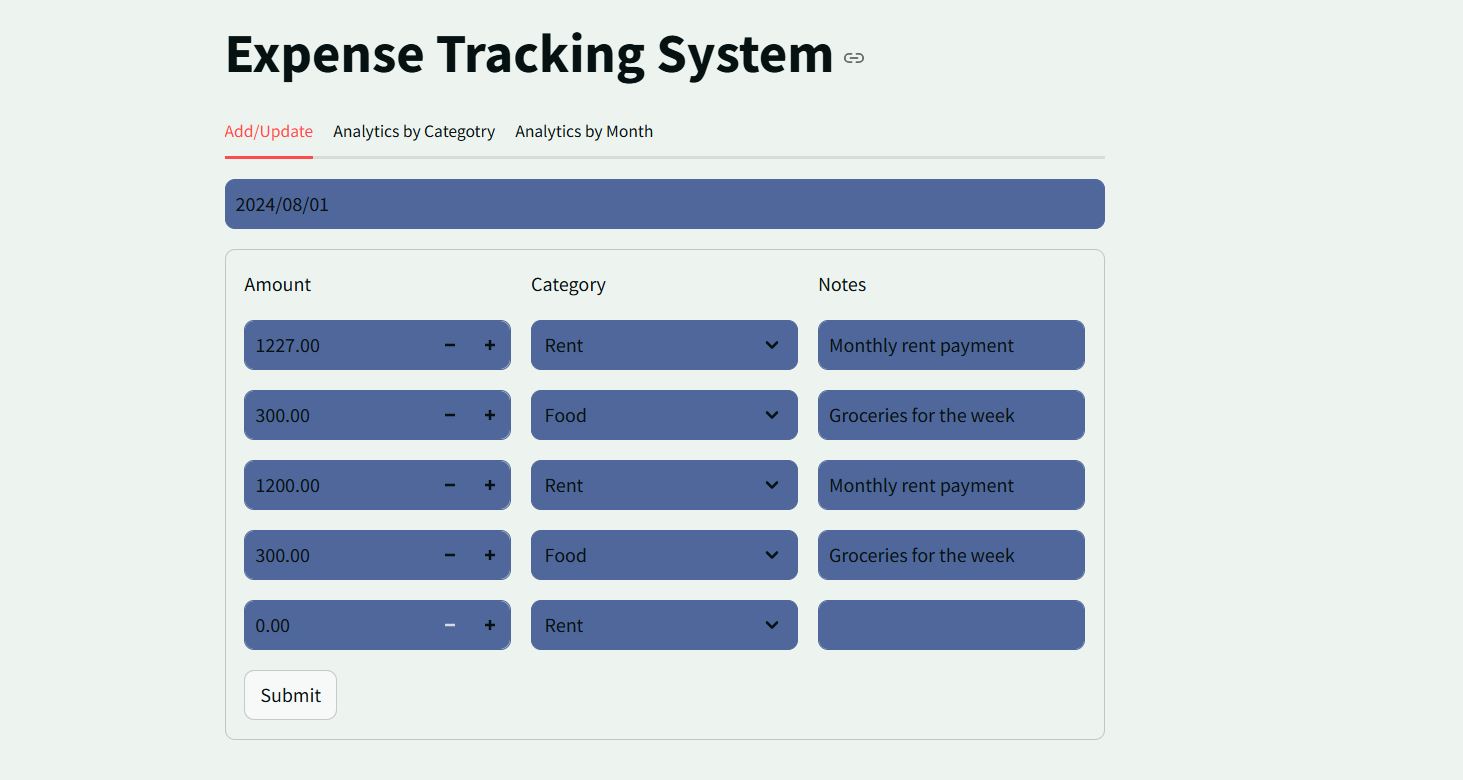 Expense Tracking System
Add/Update Analytics by Categotry Analytics by Month
2024/08/01
Amount Category Notes
1227.00 Rent Monthly rent payment
300.00 Food Groceries for the week
1200.00 Rent Monthly rent payment
300.00 Food Groceries for the week
0.00 Rent
Submit